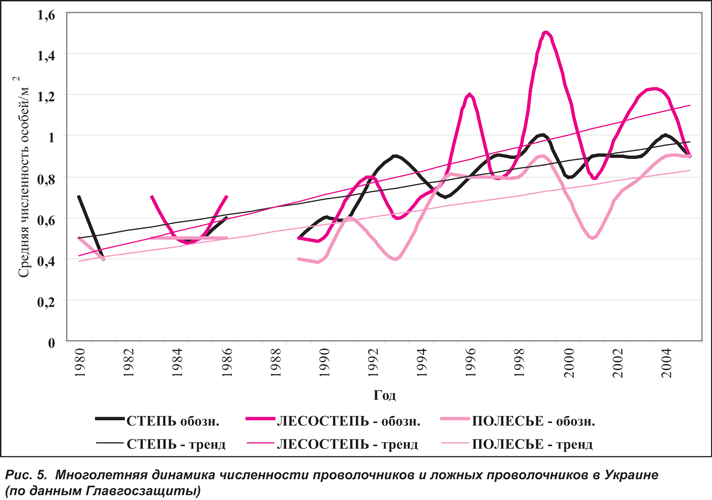 1,6
1,4
1,2
1
0,8
0,6
0,4
0,2
0
Средняя численность особей/м 2
1980
1982
1984
1986
1988
1990
1992
1994
1996
1998
2000
2002
2004
Год
СТЕПЬ обозн.
ЛЕСОСТЕПЬ - обозн.
ПОЛЕСЬЕ - обозн.
СТЕПЬ - тренд
ЛЕСОСТЕПЬ - тренд
ПОЛЕСЬЕ - тренд
Рис. 5. Многолетняя динамика численности проволочников и ложных проволочников в Украине
(по данным Главгосзащиты)